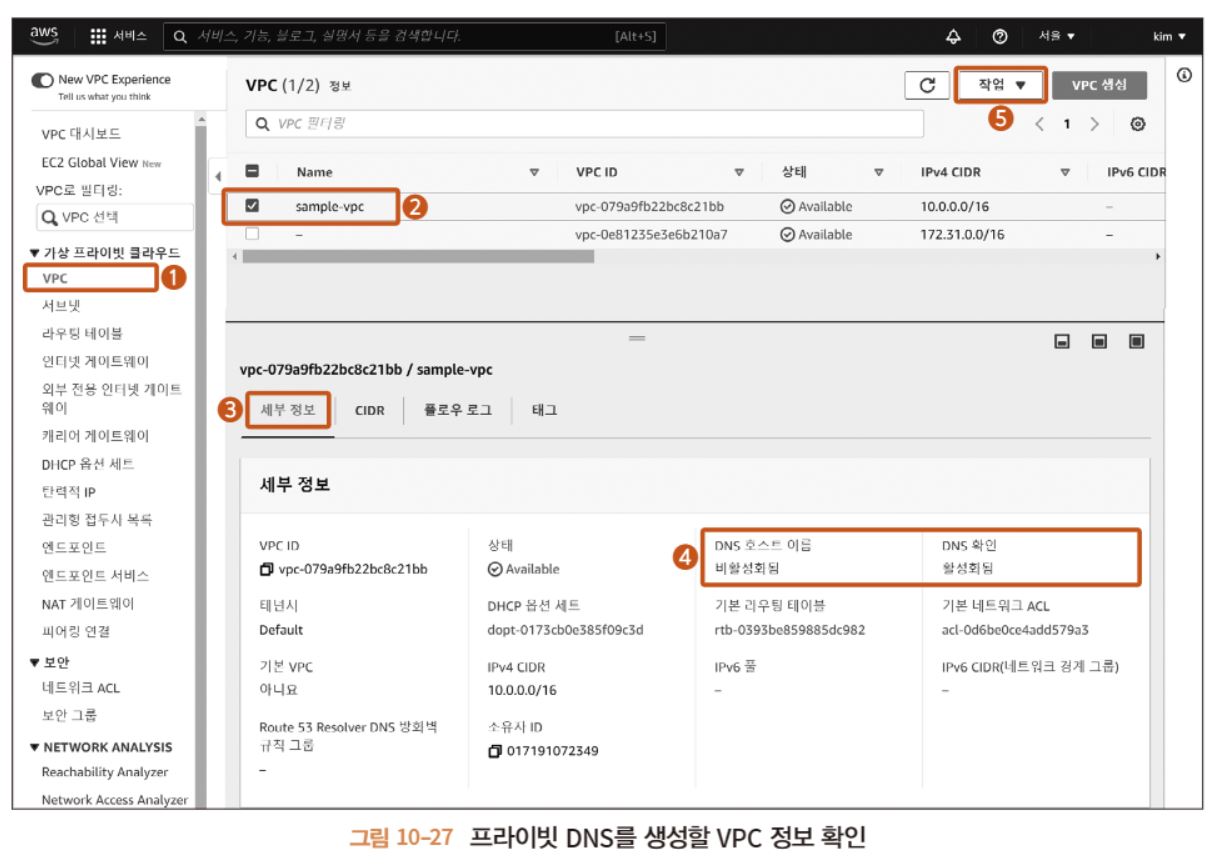 aws 서비스 서비스, 기능, 블로그, 설명서 등을 검색합니다. [Alt+S] 서울 ▼ kim ▼
New VPC Experience
Tell us what you think
VPC 대시보드
EC2 Global View New
VPC로 필터링:
VPC 선택
▼ 가상 프라이빗 클라우드
VPC ❶
서브넷
라우팅 테이블
인터넷 게이트웨이
외부 전용 인터넷 게이트
웨이
캐리어 게이트웨이
DHCP 옵션 세트
탄력적 IP
관리형 접두사 목록
엔드포인트
엔드포인트 서비스
NAT 게이트웨이
피어링 연결
▼ 보안
네트워크 ACL
보안 그룹
▼ NETWORK ANALYSIS
Reachability Analyzer
Network Access Analyzer
VPC (1/2) 정보 작업 ▼ VPC 생성
VPC 필터링 ❺ < 1 >
Name VPC ID 상태 IPv4 CIDR IPv6 CIDR
sample-vpc ❷ vpc-079a9fb22bc8c21bb Available 10.0.0.0/16 –
– vpc-0e81235e3e6b210a7 Available 172.31.0.0/16 –
vpc-079a9fb22bc8c21bb / sample-vpc
❸ 세부 정보 CIDR 플로우 로그 태그
세부 정보
VPC ID 상태 DNS 호스트 이름 DNS 확인
vpc-079a9fb22bc8c21bb Available ❹ 비활성화됨 활성화됨
테넌시 DHCP 옵션 세트 기본 라우팅 테이블 기본 네트워크 ACL
Default dopt-0173cb0e385f09c3d rtb-0393be859885dc982 acl-0d6be0ce4add579a3
기본 VPC IPv4 CIDR IPv6 풀 IPv6 CIDR(네트워크 경계 그룹)
아니요 10.0.0.0/16 – –
Route 53 Resolver DNS 방화벽 소유자 ID
규칙 그룹 017191072349
–
그림 10-27 프라이빗 DNS를 생성할 VPC 정보 확인